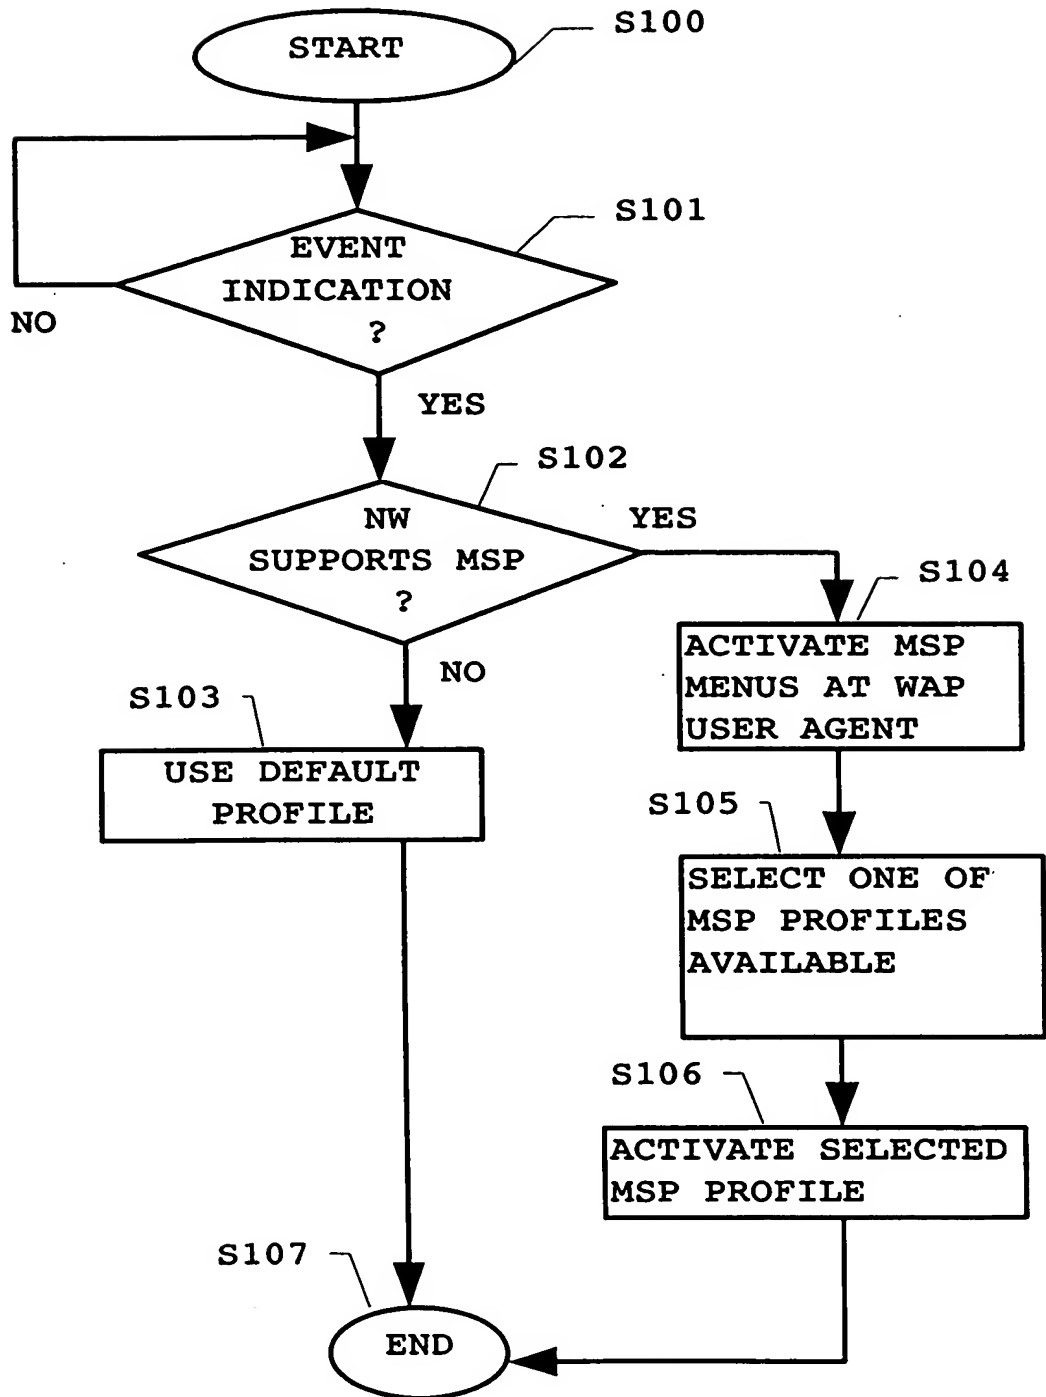 START
S100
S101
EVENT
INDICATION
?
NO
YES
S102
NW
SUPPORTS MSP
?
YES
S104
ACTIVATE MSP
MENUS AT WAP
USER AGENT
NO
S103
USE DEFAULT
PROFILE
S105
SELECT ONE OF
MSP PROFILES
AVAILABLE
S106
ACTIVATE SELECTED
MSP PROFILE
S107
END